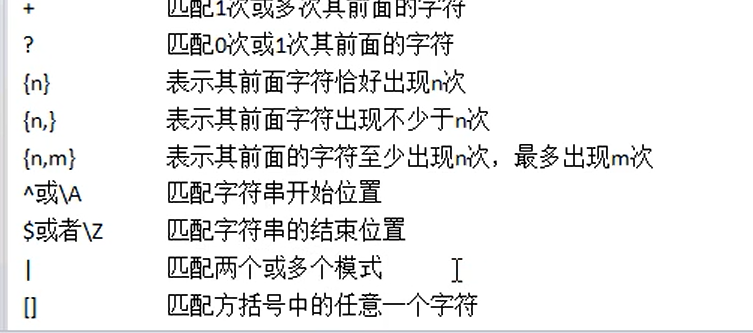 + 匹配1次或多次其前面的字符
? 匹配0次或1次其前面的字符
{n} 表示其前面字符恰好出现n次
{n,} 表示其前面字符出现不少于n次
{n,m} 表示其前面的字符至少出现n次，最多出现m次
^或\A 匹配字符串开始位置
$或者\Z 匹配字符串的结束位置
| 匹配两个或多个模式
[] 匹配方括号中的任意一个字符